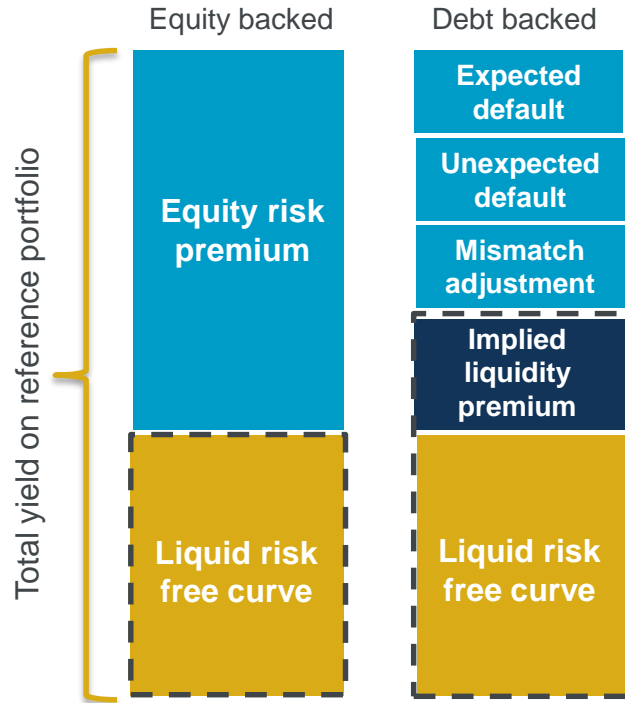 Equity backed
Debt backed
Total yield on reference portfolio
Equity risk
premium
Liquid risk
free curve
Expected
default
Unexpected
default
Mismatch
adjustment
Implied
liquidity
premium
Liquid risk
free curve